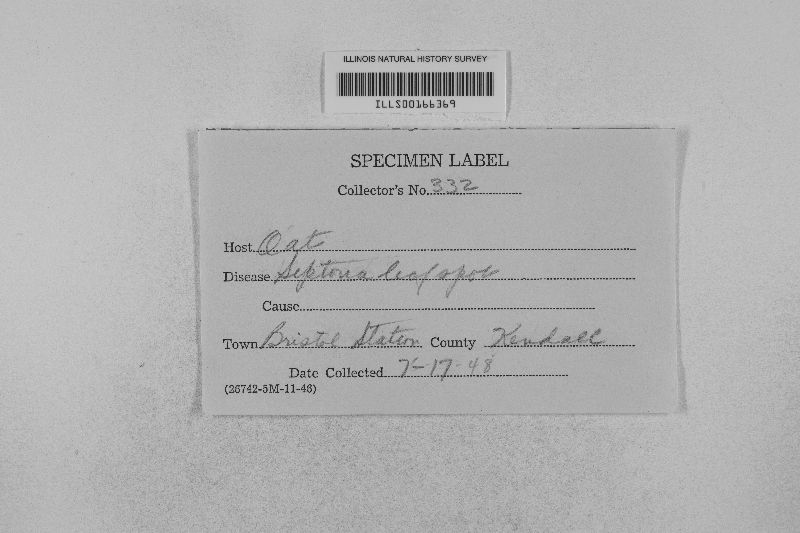 ILLINOIS NATURAL HISTORY SURVEY
ILLS00166369
SPECIMEN LABEL
Collector's No. 332
Host Oat
Disease Septoria leaf spot
Cause
Town Bristol Station County Kendall
Date Collected 7-17-48
(26742-5M-11-46)